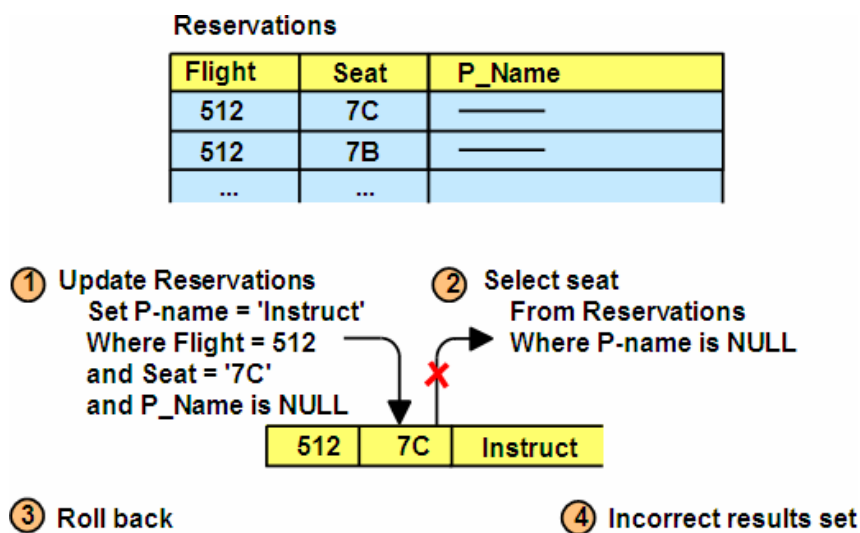 Reservations
Flight Seat P_Name
512 7C
512 7B
... ...
1 Update Reservations
Set P-name = 'Instruct'
Where Flight = 512
and Seat = '7C'
and P_Name is NULL
2 Select seat
From Reservations
Where P-name is NULL
512 7C Instruct
3 Roll back
4 Incorrect results set